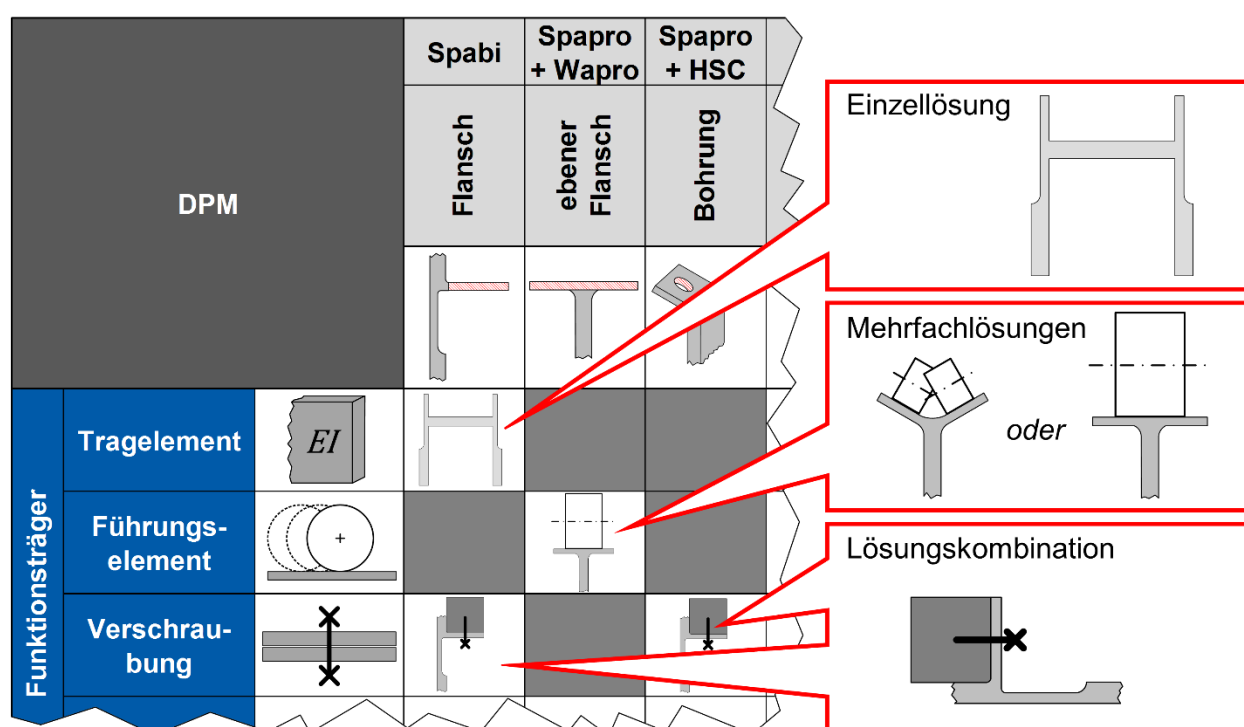 DPM
Spabi
Spapro
+ Wapro
Spapro
+ HSC
Flansch
ebener
Flansch
Bohrung
Funktionsträger
Tragelement
EI
Führungs-
element
Verschrau-
bung
Einzellösung
Mehrfachlösungen
oder
Lösungskombination